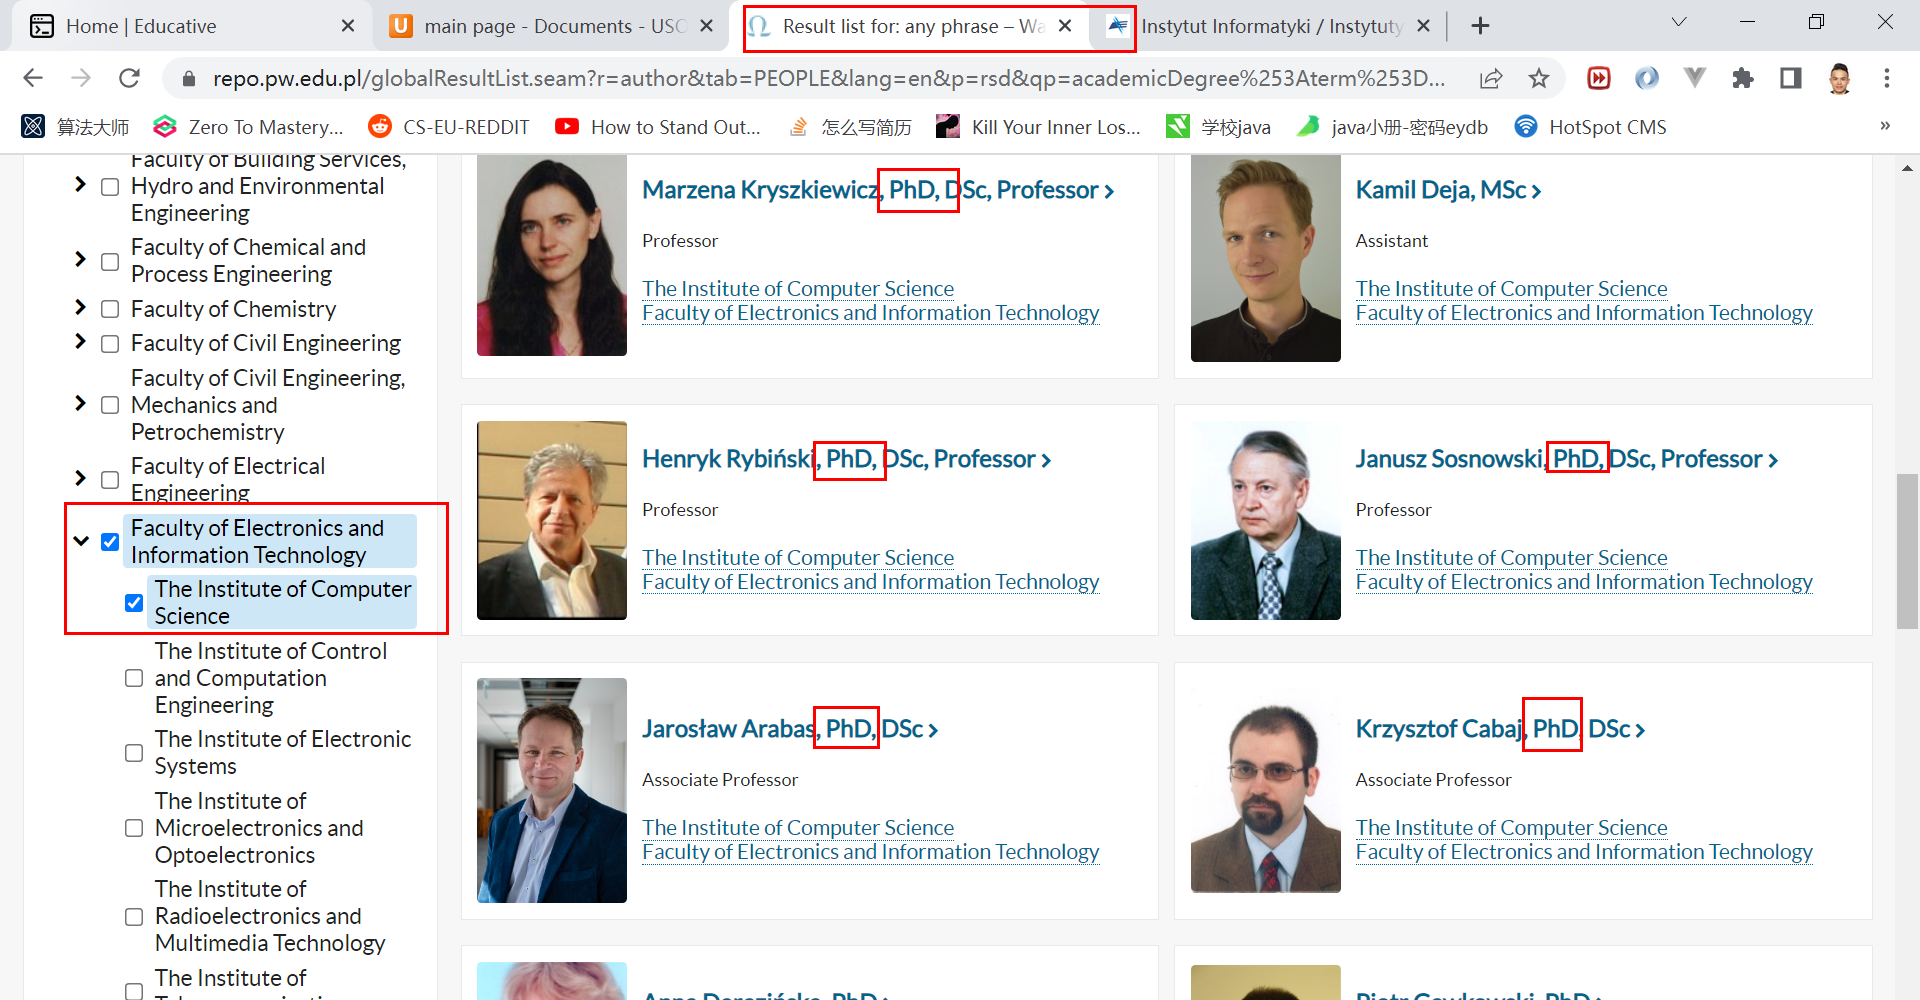 Home | Educative
main page - Documents - USO
Result list for: any phrase – Wa
Instytut Informatyki / Instytuty
repo.pw.edu.pl/globalResultList.seam?r=author&tab=PEOPLE&lang=en&p=rsd&qp=academicDegree%253Aterm%253D...
算法大师
Zero To Mastery...
CS-EU-REDDIT
How to Stand Out...
怎么写简历
Kill Your Inner Los...
学校java
java小册-密码eydb
HotSpot CMS
»
Faculty of Building Services,
Hydro and Environmental
Engineering
Faculty of Chemical and
Process Engineering
Faculty of Chemistry
Faculty of Civil Engineering
Faculty of Civil Engineering,
Mechanics and
Petrochemistry
Faculty of Electrical
Engineering
Faculty of Electronics and
Information Technology
The Institute of Computer
Science
The Institute of Control
and Computation
Engineering
The Institute of Electronic
Systems
The Institute of
Microelectronics and
Optoelectronics
The Institute of
Radioelectronics and
Multimedia Technology
The Institute of
Marzena Kryszkiewicz, PhD, DSc, Professor
Professor
The Institute of Computer Science
Faculty of Electronics and Information Technology
Kamil Deja, MSc
Assistant
The Institute of Computer Science
Faculty of Electronics and Information Technology
Henryk Rybiński, PhD, DSc, Professor
Professor
The Institute of Computer Science
Faculty of Electronics and Information Technology
Janusz Sosnowski, PhD, DSc, Professor
Professor
The Institute of Computer Science
Faculty of Electronics and Information Technology
Jarosław Arabas, PhD, DSc
Associate Professor
The Institute of Computer Science
Faculty of Electronics and Information Technology
Krzysztof Cabaj, PhD, DSc
Associate Professor
The Institute of Computer Science
Faculty of Electronics and Information Technology
Anna Derezińska, PhD
Piotr Gawkowski, PhD